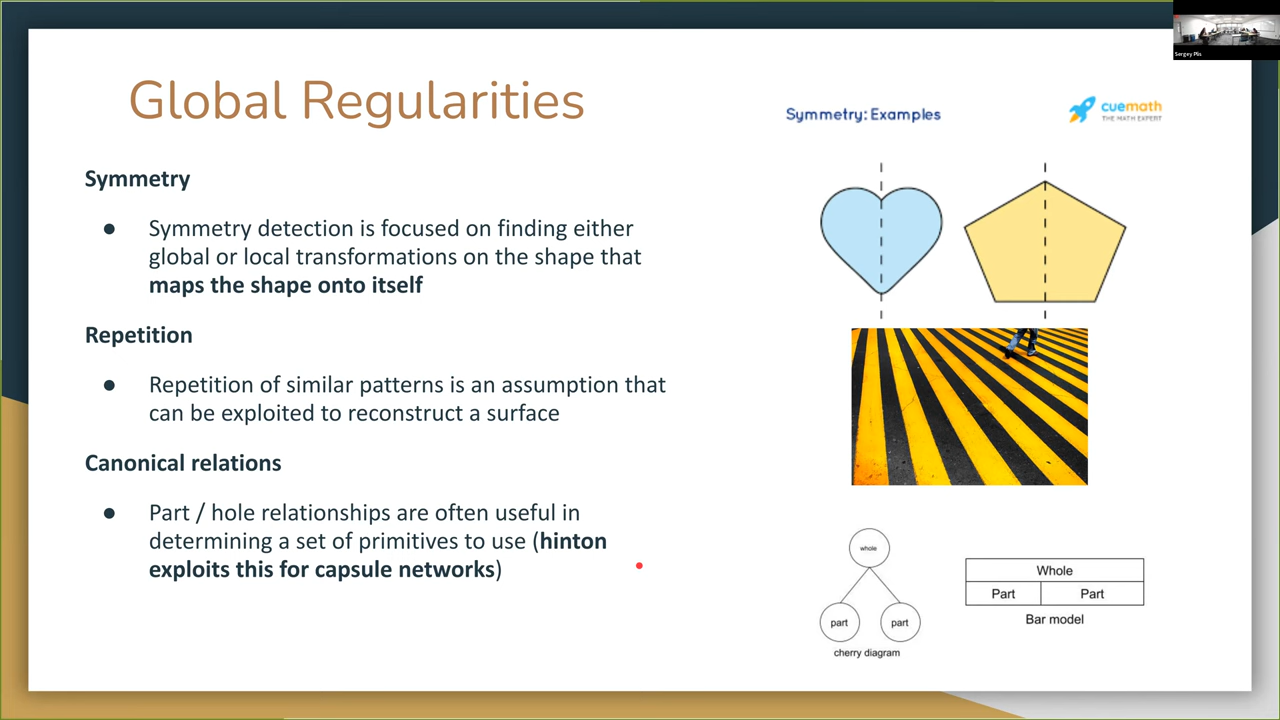 Global Regularities
Symmetry
● Symmetry detection is focused on finding either
global or local transformations on the shape that
maps the shape onto itself
Repetition
● Repetition of similar patterns is an assumption that
can be exploited to reconstruct a surface
Canonical relations
● Part / hole relationships are often useful in
determining a set of primitives to use (hinton
exploits this for capsule networks)
Symmetry: Examples
cuemath
THE MATH EXPERT
whole
part part
cherry diagram
Whole
Part Part
Bar model
Sergey Plis